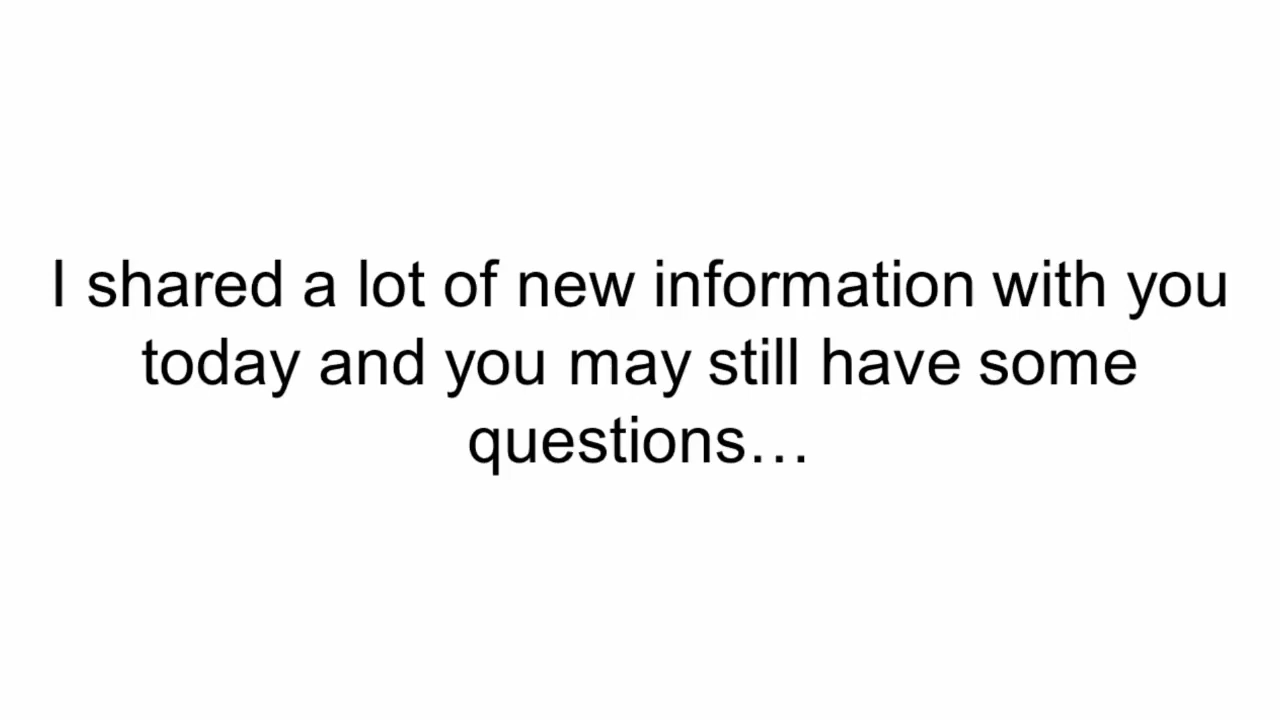 I shared a lot of new information with you
today and you may still have some
questions…